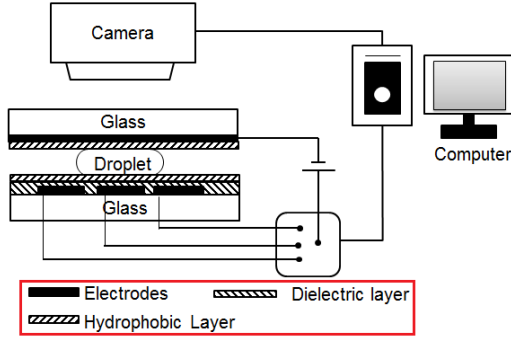 Camera
Glass
Droplet
Glass
Computer
Electrodes
Dielectric layer
Hydrophobic Layer